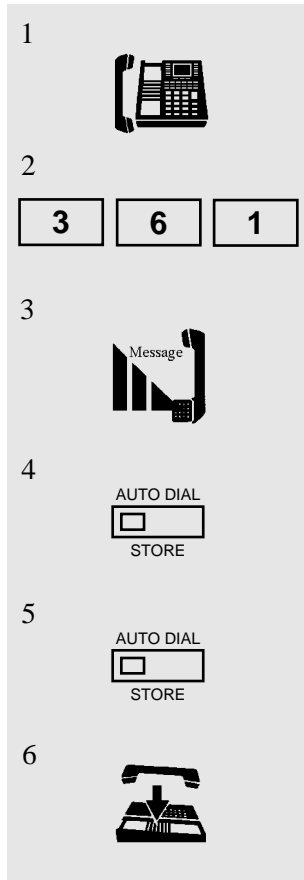 1
2
3 6 1
3
Message
4
AUTO DIAL
STORE
5
AUTO DIAL
STORE
6